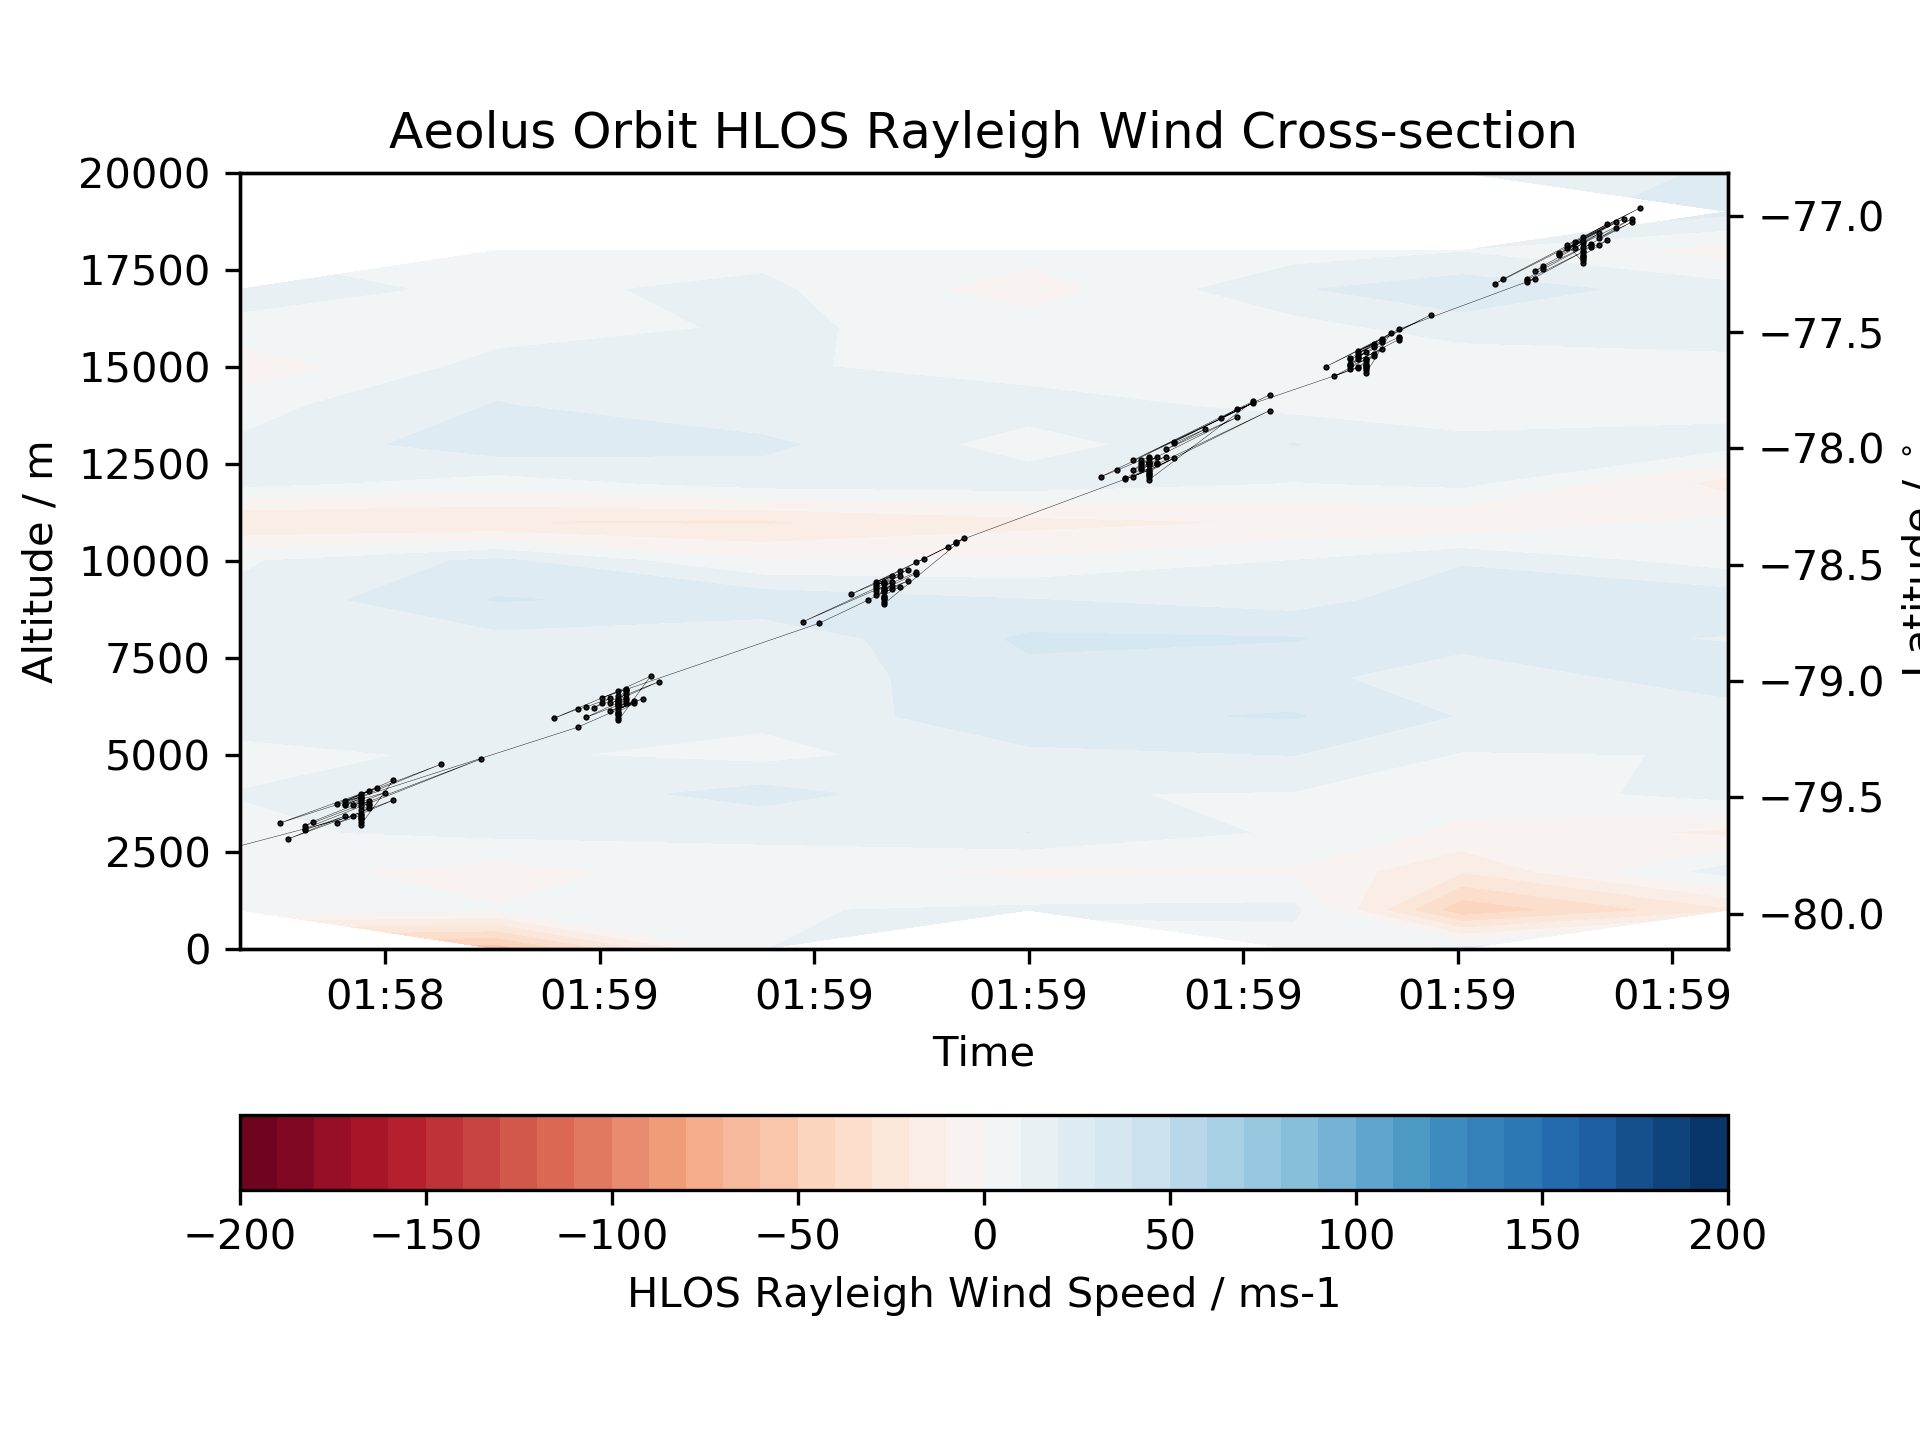 Aeolus Orbit HLOS Rayleigh Wind Cross-section
20000
17500
15000
12500
10000
7500
5000
2500
0
Altitude / m
−77.0
−77.5
−78.0
−78.5
−79.0
−79.5
−80.0
Latitude / °
01:58 01:59 01:59 01:59 01:59 01:59 01:59
Time
−200 −150 −100 −50 0 50 100 150 200
HLOS Rayleigh Wind Speed / ms-1